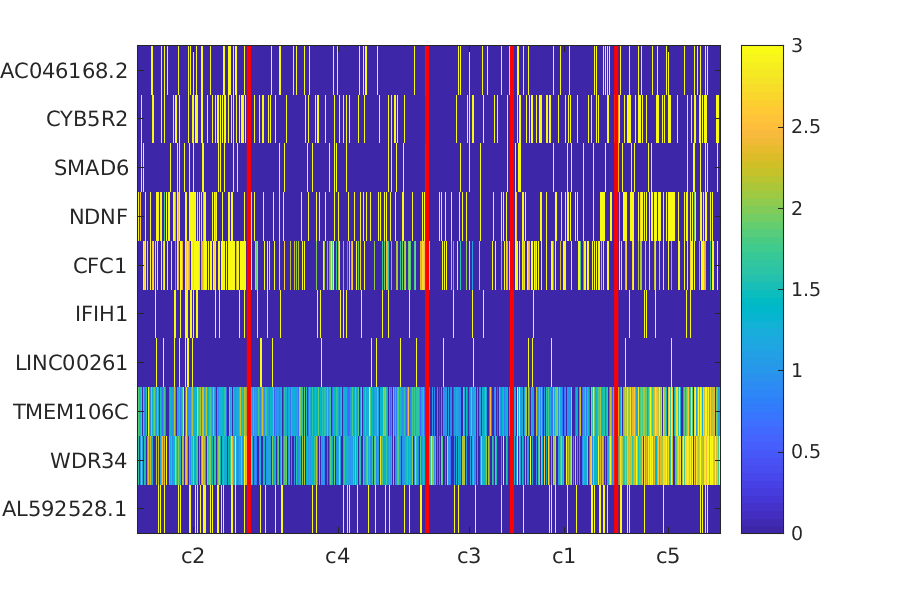 AC046168.2
CYB5R2
SMAD6
NDNF
CFC1
IFIH1
LINC00261
TMEM106C
WDR34
AL592528.1
c2 c4 c3 c1 c5
3
2.5
2
1.5
1
0.5
0